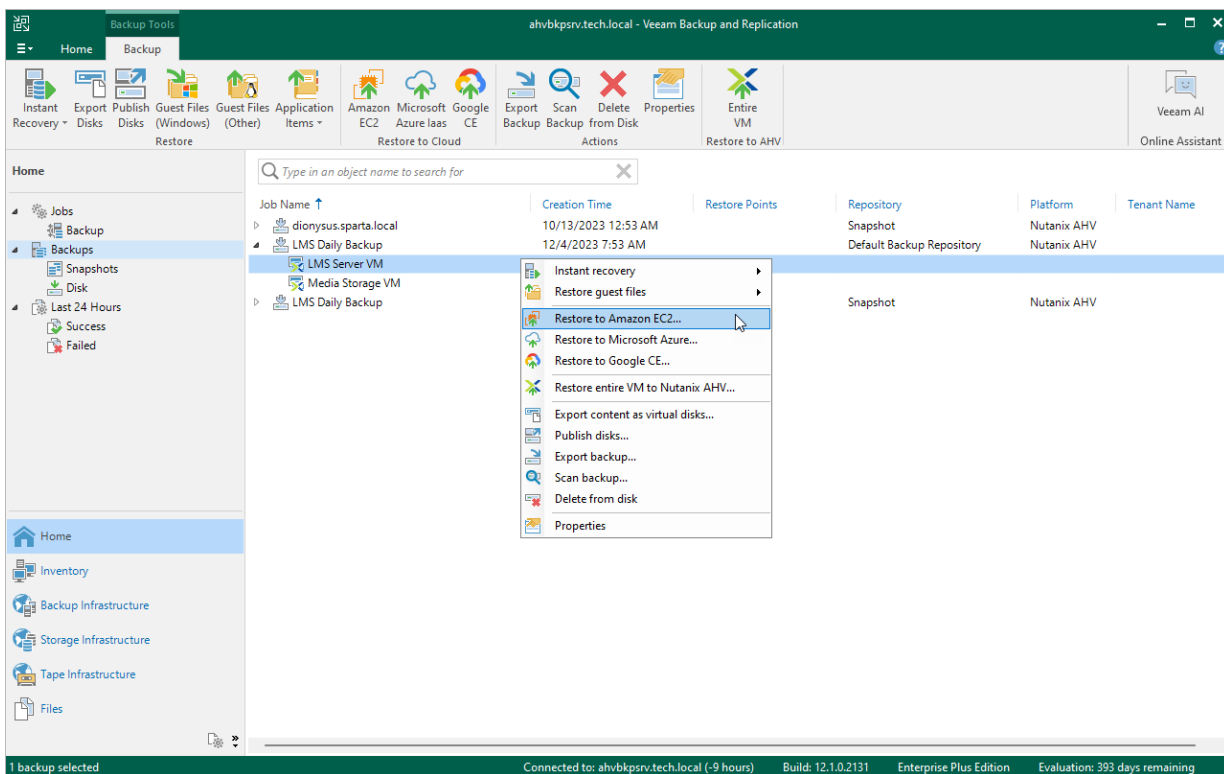 Backup Tools
ahvbkpsrv.tech.local - Veeam Backup and Replication
Home Backup
Instant Recovery
Export Disks
Publish Disks
Guest Files (Windows)
Guest Files (Other)
Application Items
Amazon EC2
Microsoft Azure Iaas
Google CE
Export Backup
Scan Backup
Delete from Disk
Properties
Entire VM
Veeam AI
Restore Restore to Cloud Actions Restore to AHV Online Assistant
Home
Type in an object name to search for
Jobs
Backup
Backups
Snapshots
Disk
Last 24 Hours
Success
Failed
Job Name Creation Time Restore Points Repository Platform Tenant Name
dionysus.sparta.local 10/13/2023 12:53 AM Snapshot Nutanix AHV
LMS Daily Backup 12/4/2023 7:53 AM Default Backup Repository Nutanix AHV
LMS Server VM
Media Storage VM
LMS Daily Backup Snapshot Nutanix AHV
Instant recovery
Restore guest files
Restore to Amazon EC2...
Restore to Microsoft Azure...
Restore to Google CE...
Restore entire VM to Nutanix AHV...
Export content as virtual disks...
Publish disks...
Export backup...
Scan backup...
Delete from disk
Properties
Home
Inventory
Backup Infrastructure
Storage Infrastructure
Tape Infrastructure
Files
1 backup selected Connected to: ahvbkpsrv.tech.local (-9 hours) Build: 12.1.0.2131 Enterprise Plus Edition Evaluation: 393 days remaining